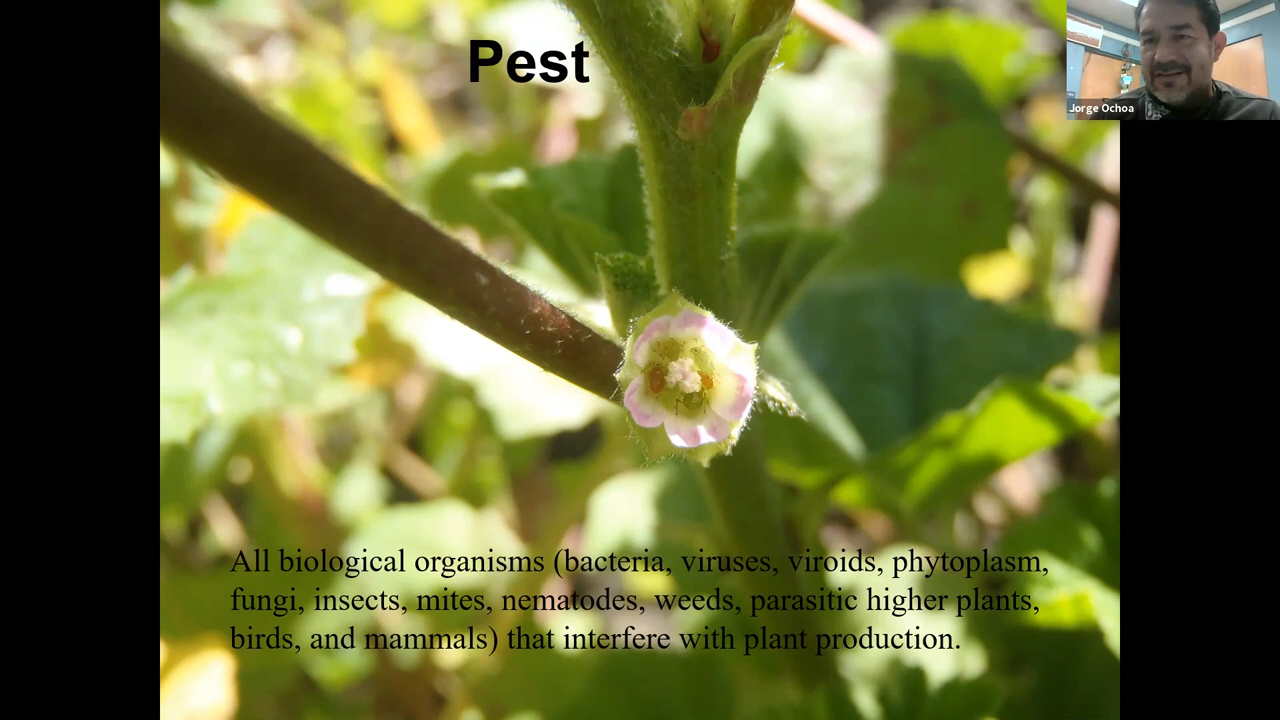 Pest
Jorge Ochoa
All biological organisms (bacteria, viruses, viroids, phytoplasm,
fungi, insects, mites, nematodes, weeds, parasitic higher plants,
birds, and mammals) that interfere with plant production.